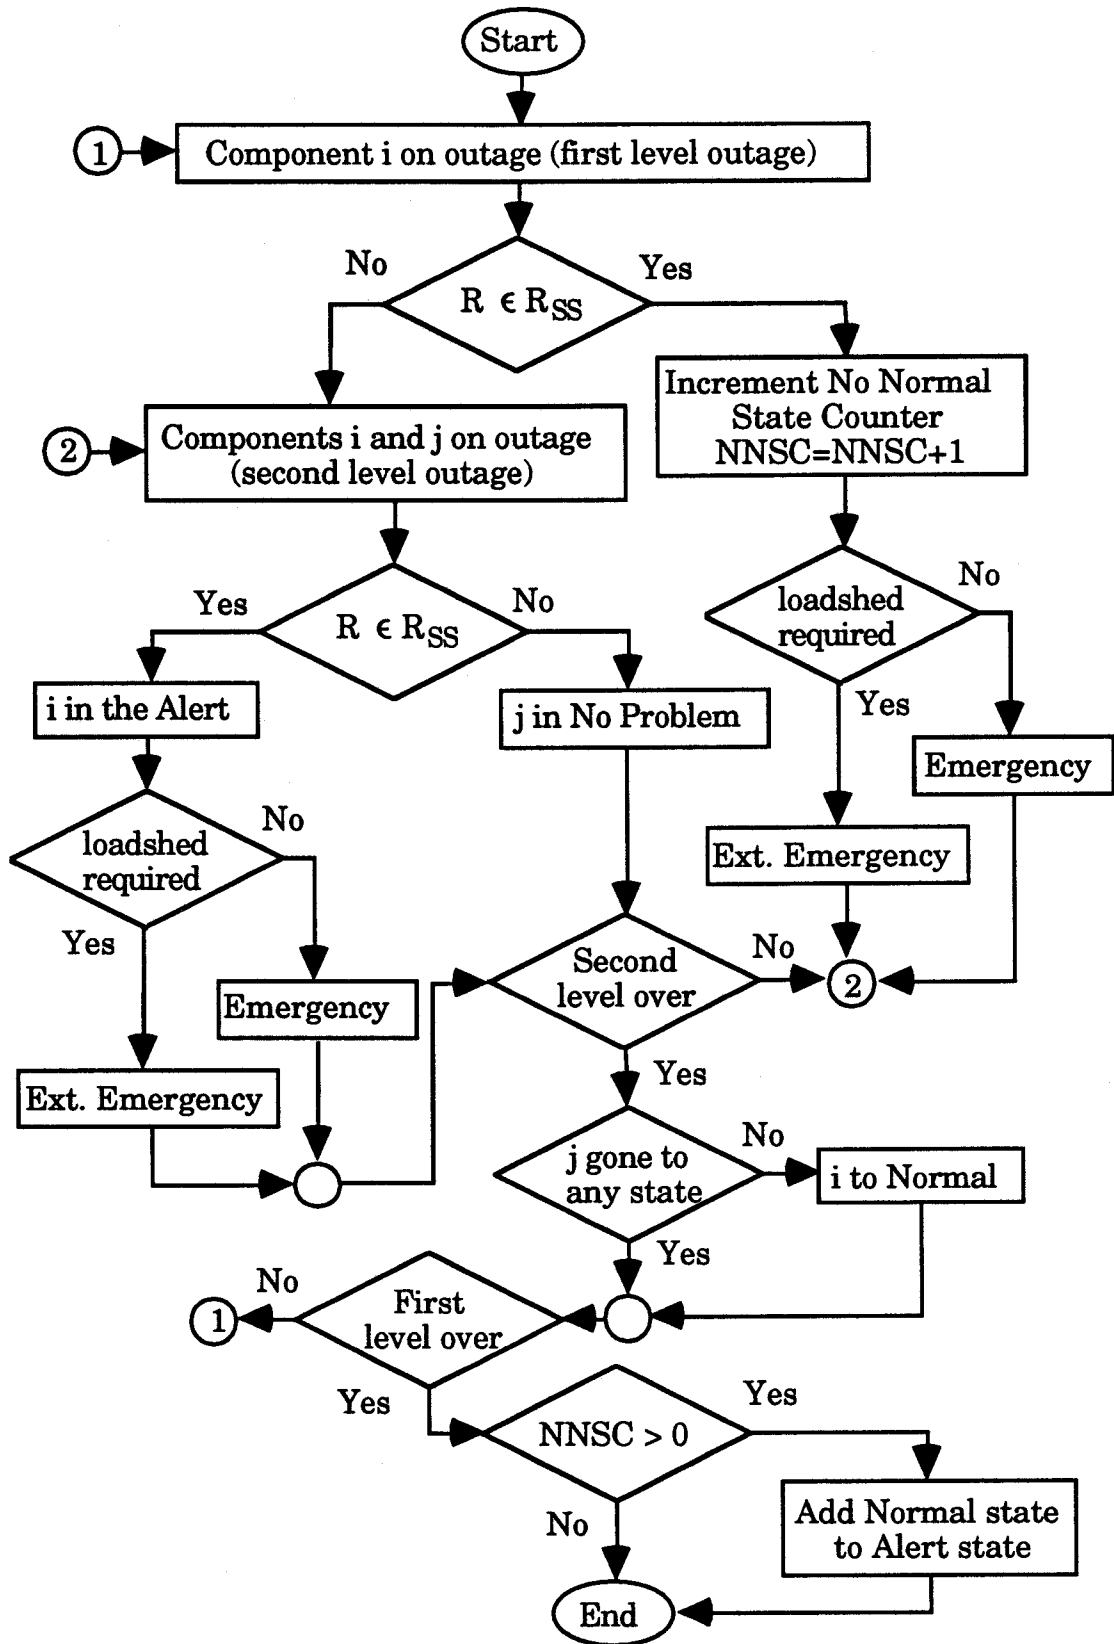 Start
1
Component i on outage (first level outage)
No
Yes
R ϵ RSS
Increment No Normal
State Counter
NNSC=NNSC+1
2
Components i and j on outage
(second level outage)
Yes
No
R ϵ RSS
No
loadshed
required
Yes
i in the Alert
j in No Problem
Emergency
No
loadshed
required
Ext. Emergency
Yes
No
Second
level over
2
Emergency
Yes
Ext. Emergency
No
j gone to
any state
i to Normal
Yes
No
First
level over
1
Yes
Yes
NNSC > 0
Add Normal state
to Alert state
No
End